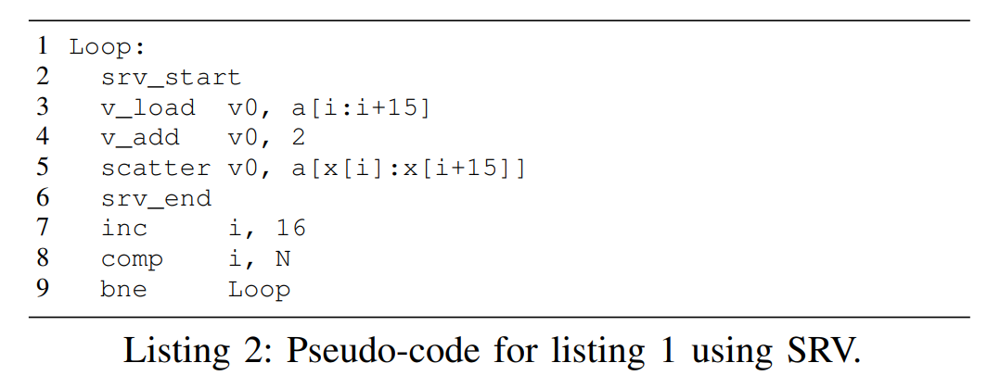 1 Loop:
2 srv_start
3 v_load v0, a[i:i+15]
4 v_add v0, 2
5 scatter v0, a[x[i]:x[i+15]]
6 srv_end
7 inc i, 16
8 comp i, N
9 bne Loop
Listing 2: Pseudo-code for listing 1 using SRV.